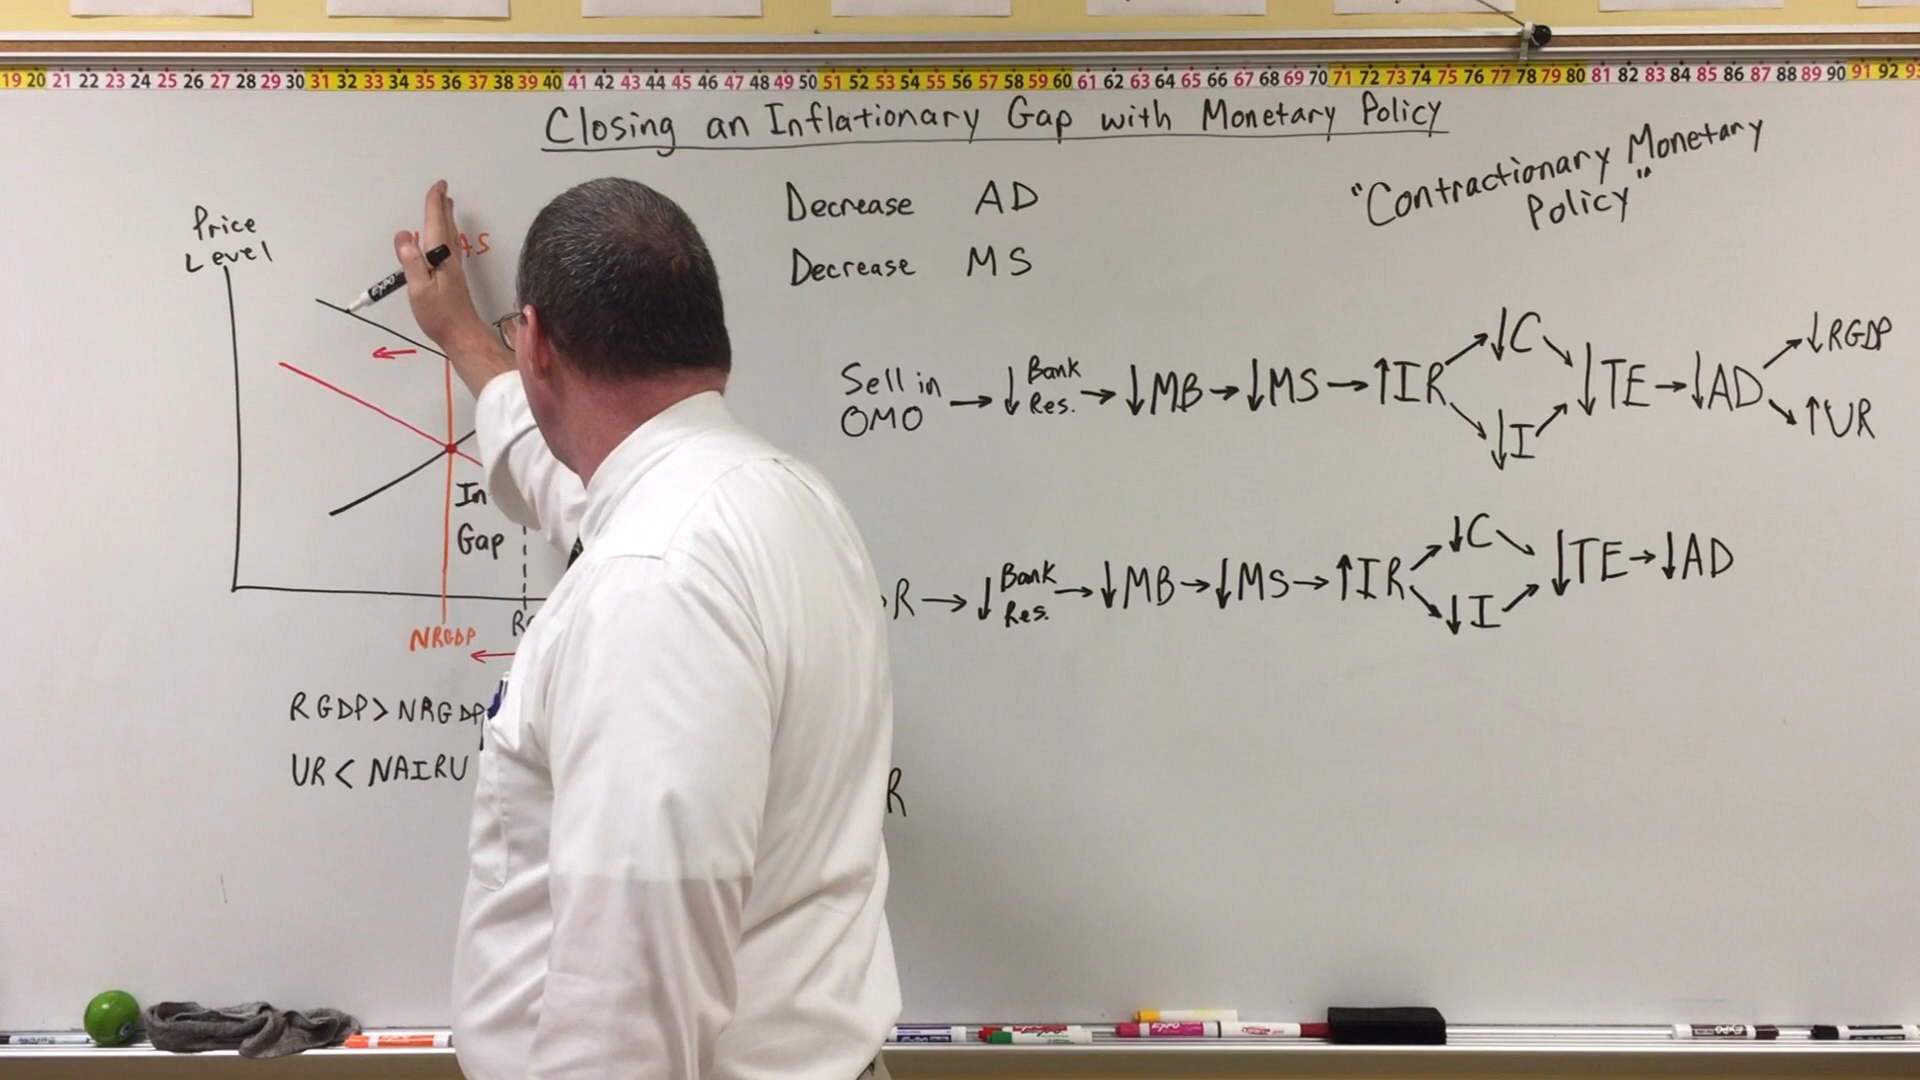 19 20 21 22 23 24 25 26 27 28 29 30 31 32 33 34 35 36 37 38 39 40 41 42 43 44 45 46 47 48 49 50 51 52 53 54 55 56 57 58 59 60 61 62 63 64 65 66 67 68 69 70 71 72 73 74 75 76 77 78 79 80 81 82 83 84 85 86 87 88 89 90 91 92
Closing an Inflationary Gap with Monetary Policy
"Contractionary Monetary
Policy"
Decrease AD
Decrease MS
Price
Level
AS
In
Gap
NRGDP
RGDP > NRGDP
UR < NAIRU
Sell in
OMO → ↓ Bank
Res. → ↓MB → ↓MS → ↑IR ↓C ↓I ↓TE → ↓AD ↓RGDP ↑UR
R → ↓ Bank
Res. → ↓MB → ↓MS → ↑IR ↓C ↓I ↓TE → ↓AD
R